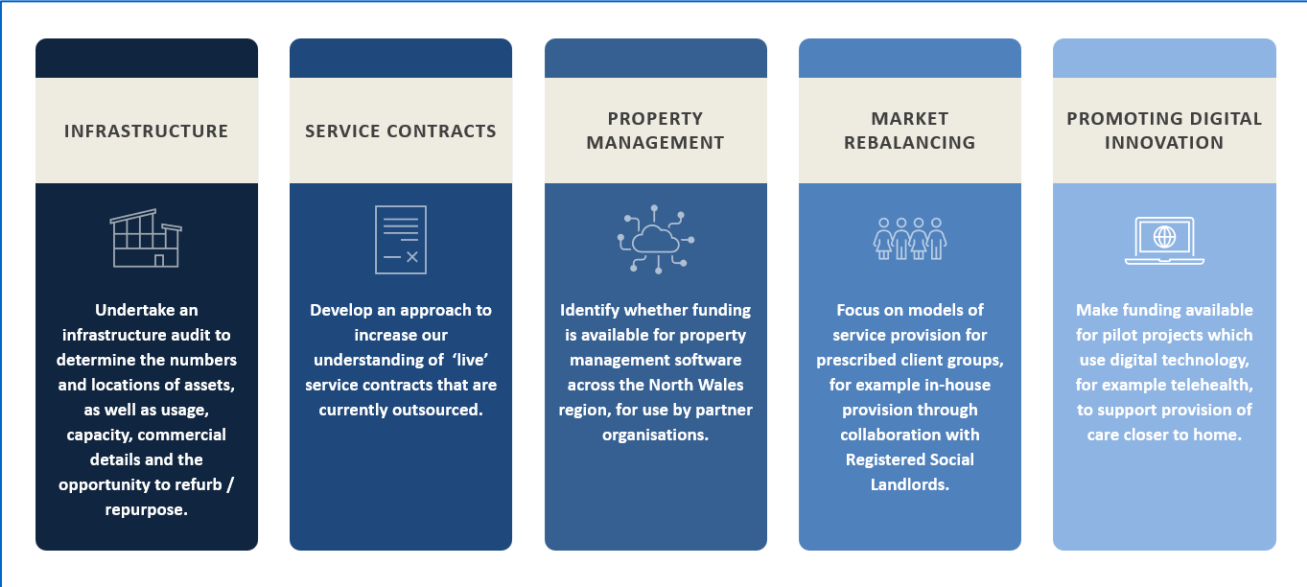 INFRASTRUCTURE
Undertake an
infrastructure audit to
determine the numbers
and locations of assets,
as well as usage,
capacity, commercial
details and the
opportunity to refurb /
repurpose.
SERVICE CONTRACTS
Develop an approach to
increase our
understanding of ‘live’
service contracts that are
currently outsourced.
PROPERTY
MANAGEMENT
Identify whether funding
is available for property
management software
across the North Wales
region, for use by partner
organisations.
MARKET
REBALANCING
Focus on models of
service provision for
prescribed client groups,
for example in-house
provision through
collaboration with
Registered Social
Landlords.
PROMOTING DIGITAL
INNOVATION
Make funding available
for pilot projects which
use digital technology,
for example telehealth,
to support provision of
care closer to home.